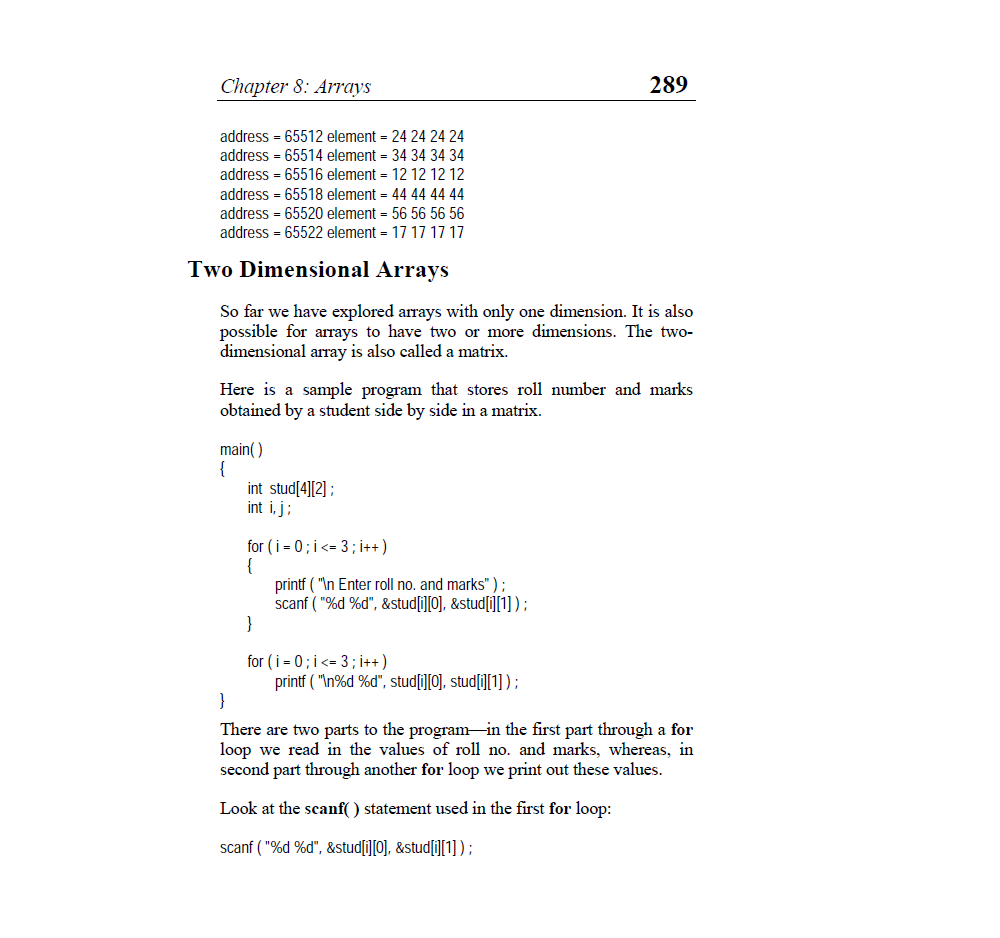 Chapter 8: Arrays 289
address = 65512 element = 24 24 24 24
address = 65514 element = 34 34 34 34
address = 65516 element = 12 12 12 12
address = 65518 element = 44 44 44 44
address = 65520 element = 56 56 56 56
address = 65522 element = 17 17 17 17
Two Dimensional Arrays
So far we have explored arrays with only one dimension. It is also
possible for arrays to have two or more dimensions. The two-
dimensional array is also called a matrix.
Here is a sample program that stores roll number and marks
obtained by a student side by side in a matrix.
main( )
{
int stud[4][2] ;
int i, j ;
for ( i = 0 ; i <= 3 ; i++ )
{
printf ( "\n Enter roll no. and marks" ) ;
scanf ( "%d %d", &stud[i][0], &stud[i][1] ) ;
}
for ( i = 0 ; i <= 3 ; i++ )
printf ( "\n%d %d", stud[i][0], stud[i][1] ) ;
}
There are two parts to the program—in the first part through a for
loop we read in the values of roll no. and marks, whereas, in
second part through another for loop we print out these values.
Look at the scanf( ) statement used in the first for loop:
scanf ( "%d %d", &stud[i][0], &stud[i][1] ) ;